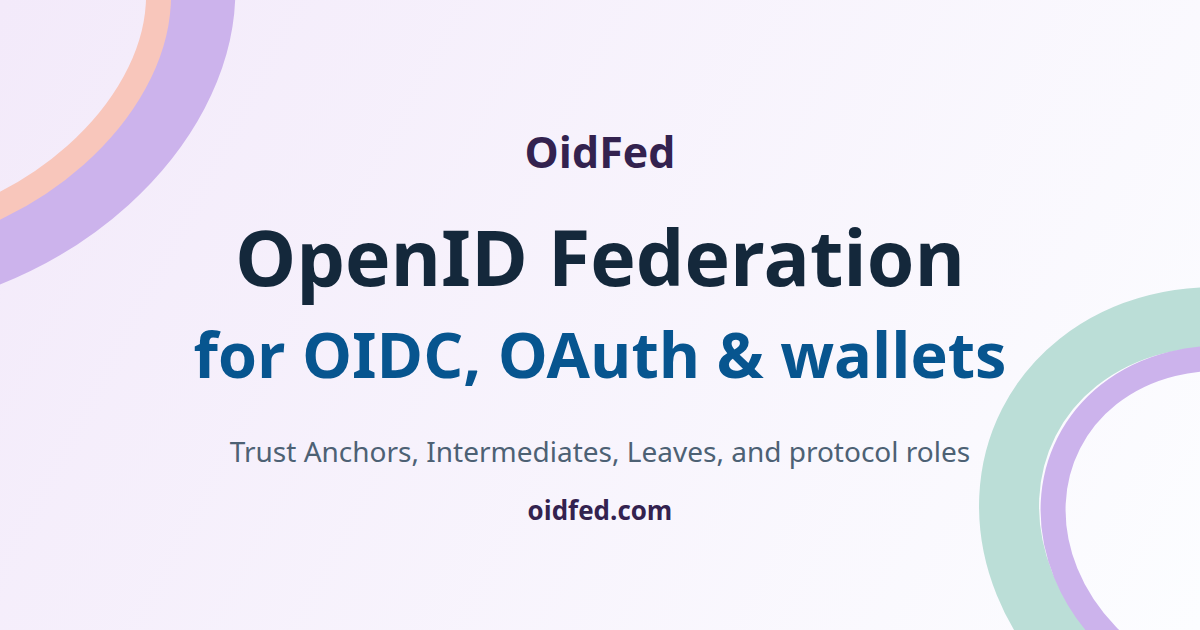 OidFed
OpenID Federation
for OIDC, OAuth & wallets
Trust Anchors, Intermediates, Leaves, and protocol roles
oidfed.com